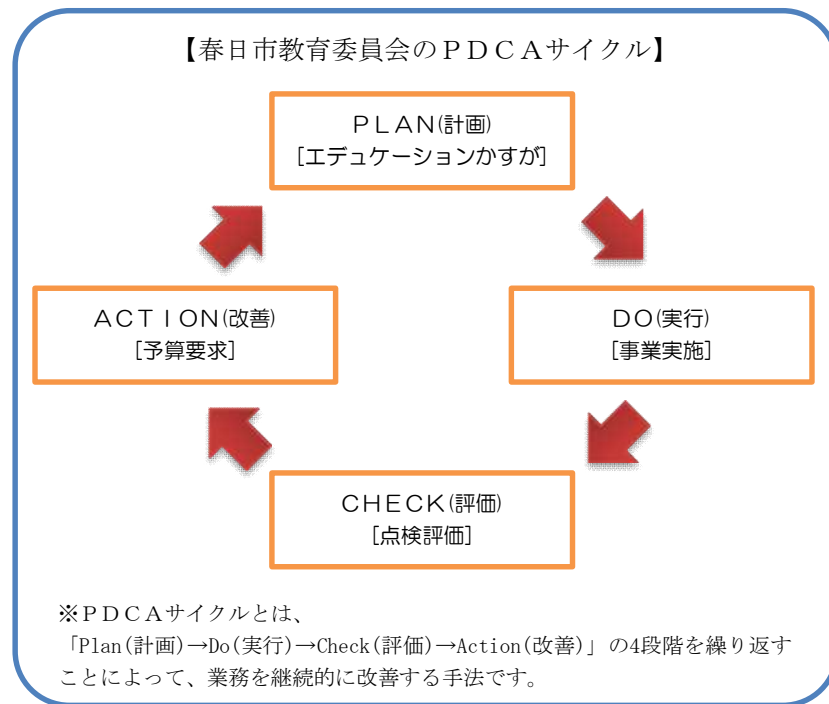 【春日市教育委員会のＰＤＣＡサイクル】
ＰＬＡＮ(計画)
[エデュケーションかすが]
ＡＣＴＩＯＮ(改善)
[予算要求]
ＤＯ(実行)
[事業実施]
ＣＨＥＣＫ(評価)
[点検評価]
※ＰＤＣＡサイクルとは、
「Plan(計画)→Do(実行)→Check(評価)→Action(改善)」の4段階を繰り返す
ことによって、業務を継続的に改善する手法です。